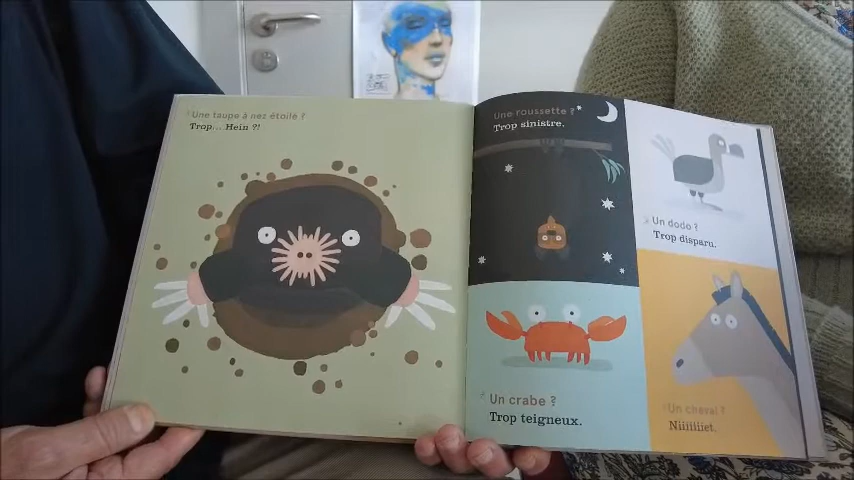 Une taupe à nez étoilé ?
Trop... Hein ?!
Une roussette ?
Trop sinistre.
Un dodo ?
Trop disparu.
Un crabe ?
Trop teigneux.
Un cheval ?
Niiiiiiet.